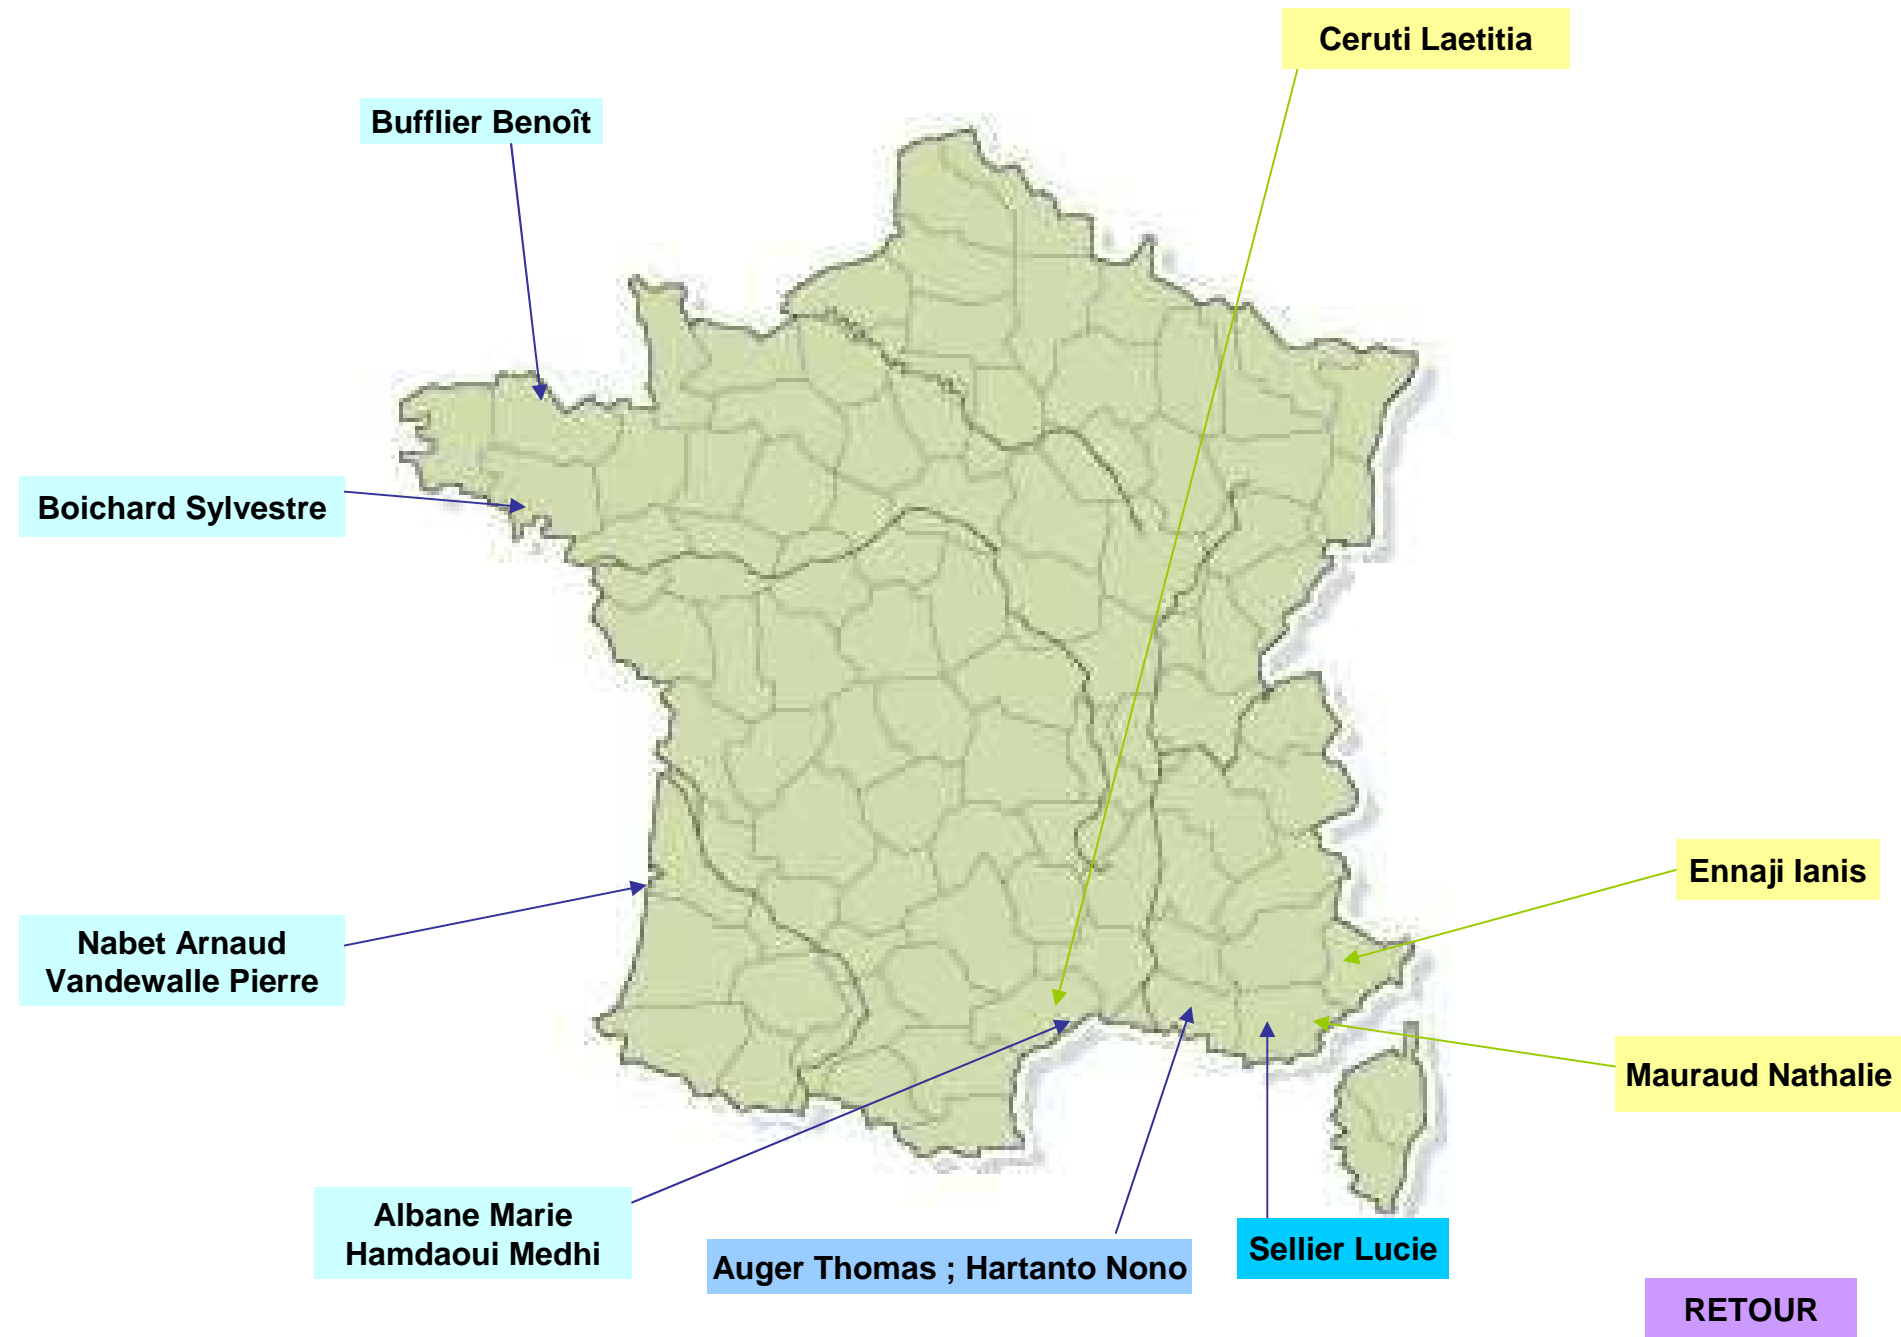 Ceruti Laetitia
Bufflier Benoît
Boichard Sylvestre
Ennaji Ianis
Nabet Arnaud
Vandewalle Pierre
Mauraud Nathalie
Albane Marie
Hamdaoui Medhi
Auger Thomas ; Hartanto Nono
Sellier Lucie
RETOUR